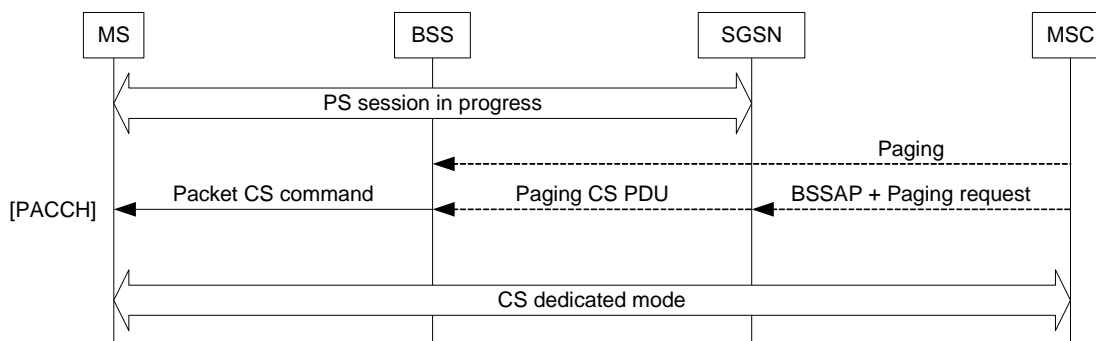 MS
BSS
SGSN
MSC
PS session in progress
Paging
[PACCH]
Packet CS command
Paging CS PDU
BSSAP + Paging request
CS dedicated mode